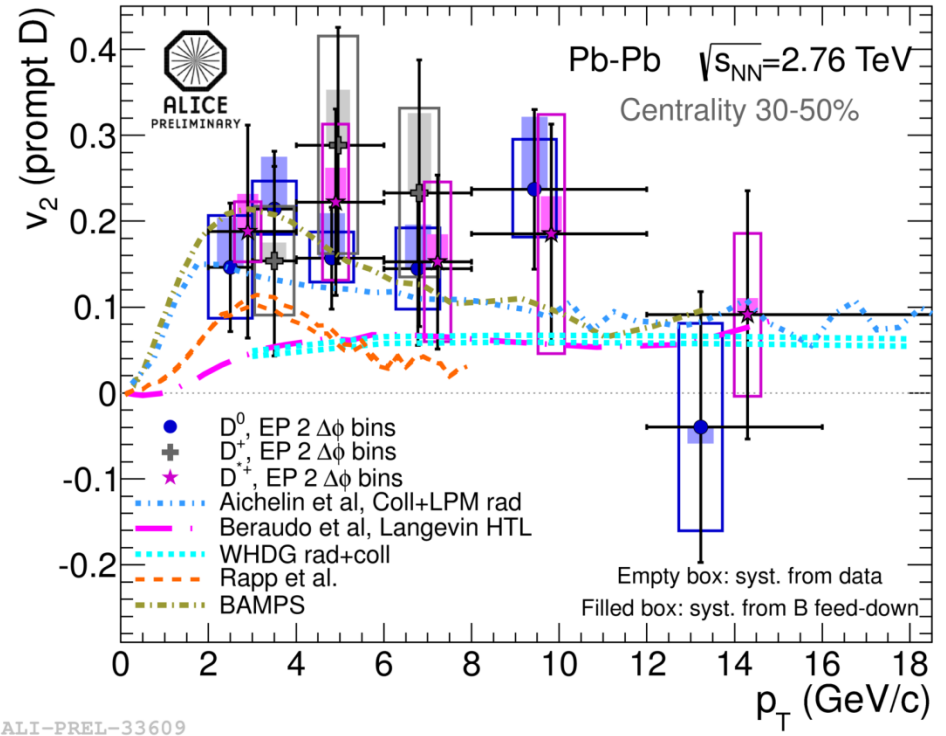 v2 (prompt D)
0.4
0.3
0.2
0.1
0
-0.1
-0.2
ALICE
PRELIMINARY
Pb-Pb √sNN=2.76 TeV
Centrality 30-50%
D0, EP 2 Δϕ bins
D+, EP 2 Δϕ bins
D*+, EP 2 Δϕ bins
Aichelin et al, Coll+LPM rad
Beraudo et al, Langevin HTL
WHDG rad+coll
Rapp et al.
BAMPS
Empty box: syst. from data
Filled box: syst. from B feed-down
0 2 4 6 8 10 12 14 16 18
pT (GeV/c)
ALI-PREL-33609